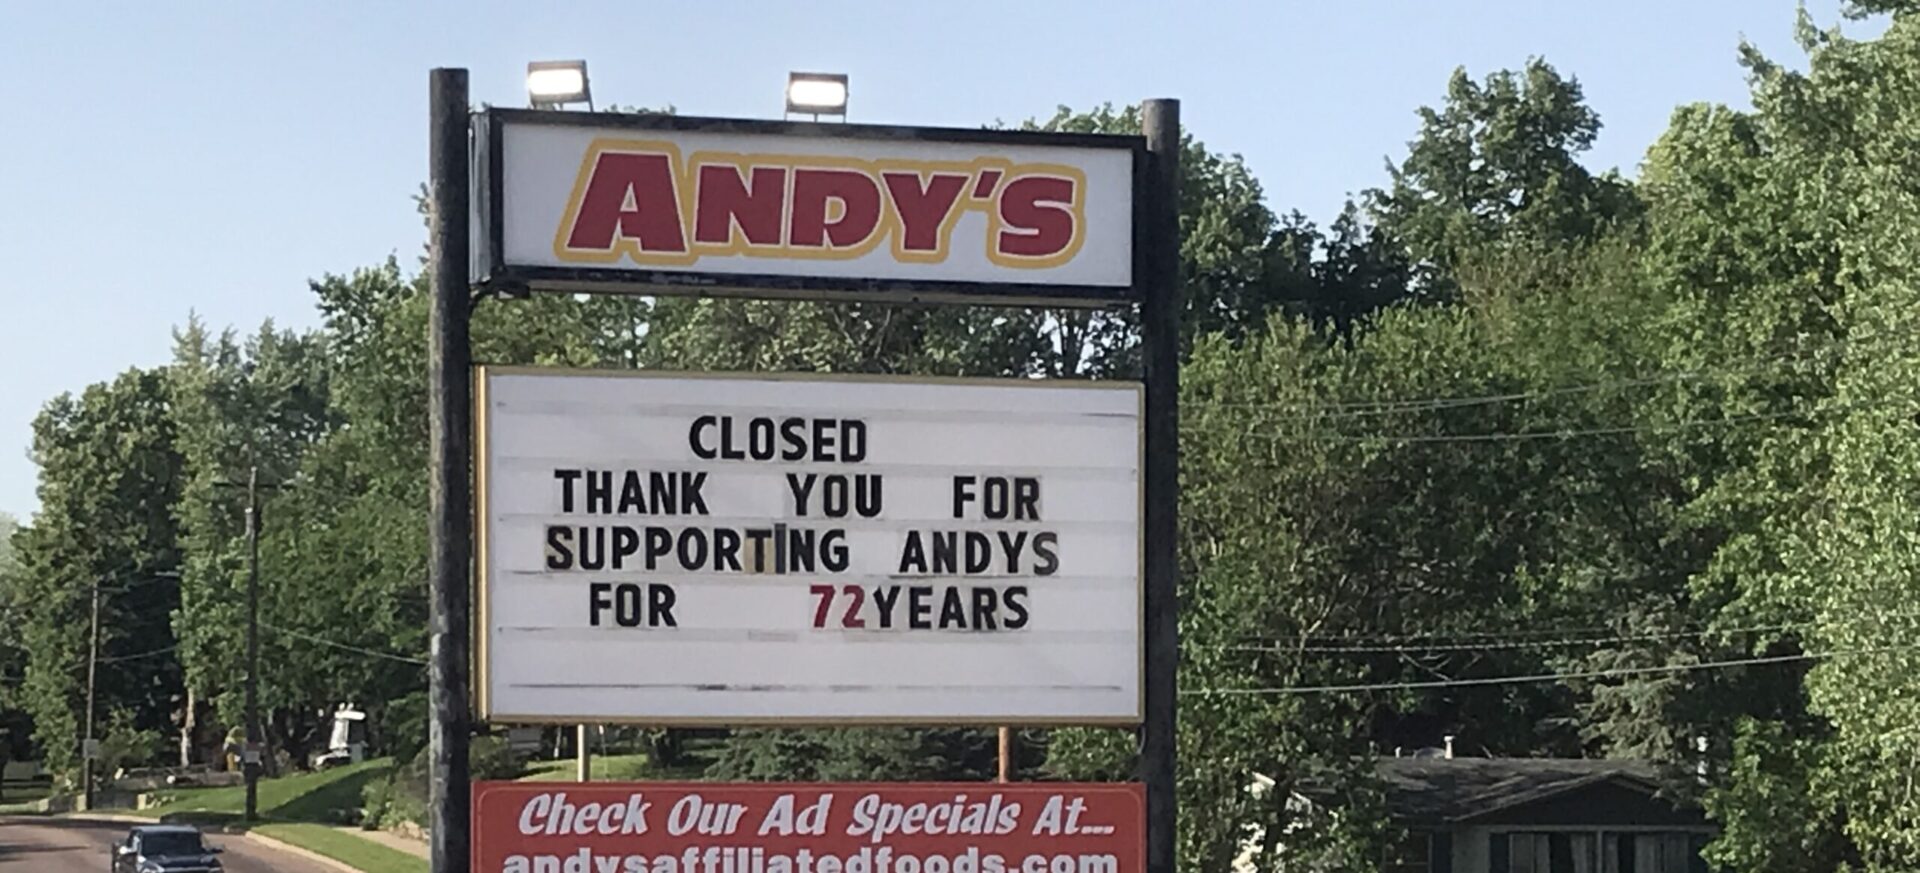 ANDY'S
CLOSED
THANK YOU FOR
SUPPORTING ANDYS
FOR 72YEARS
Check Our Ad Specials At...
andysaffiliatedfoods.com